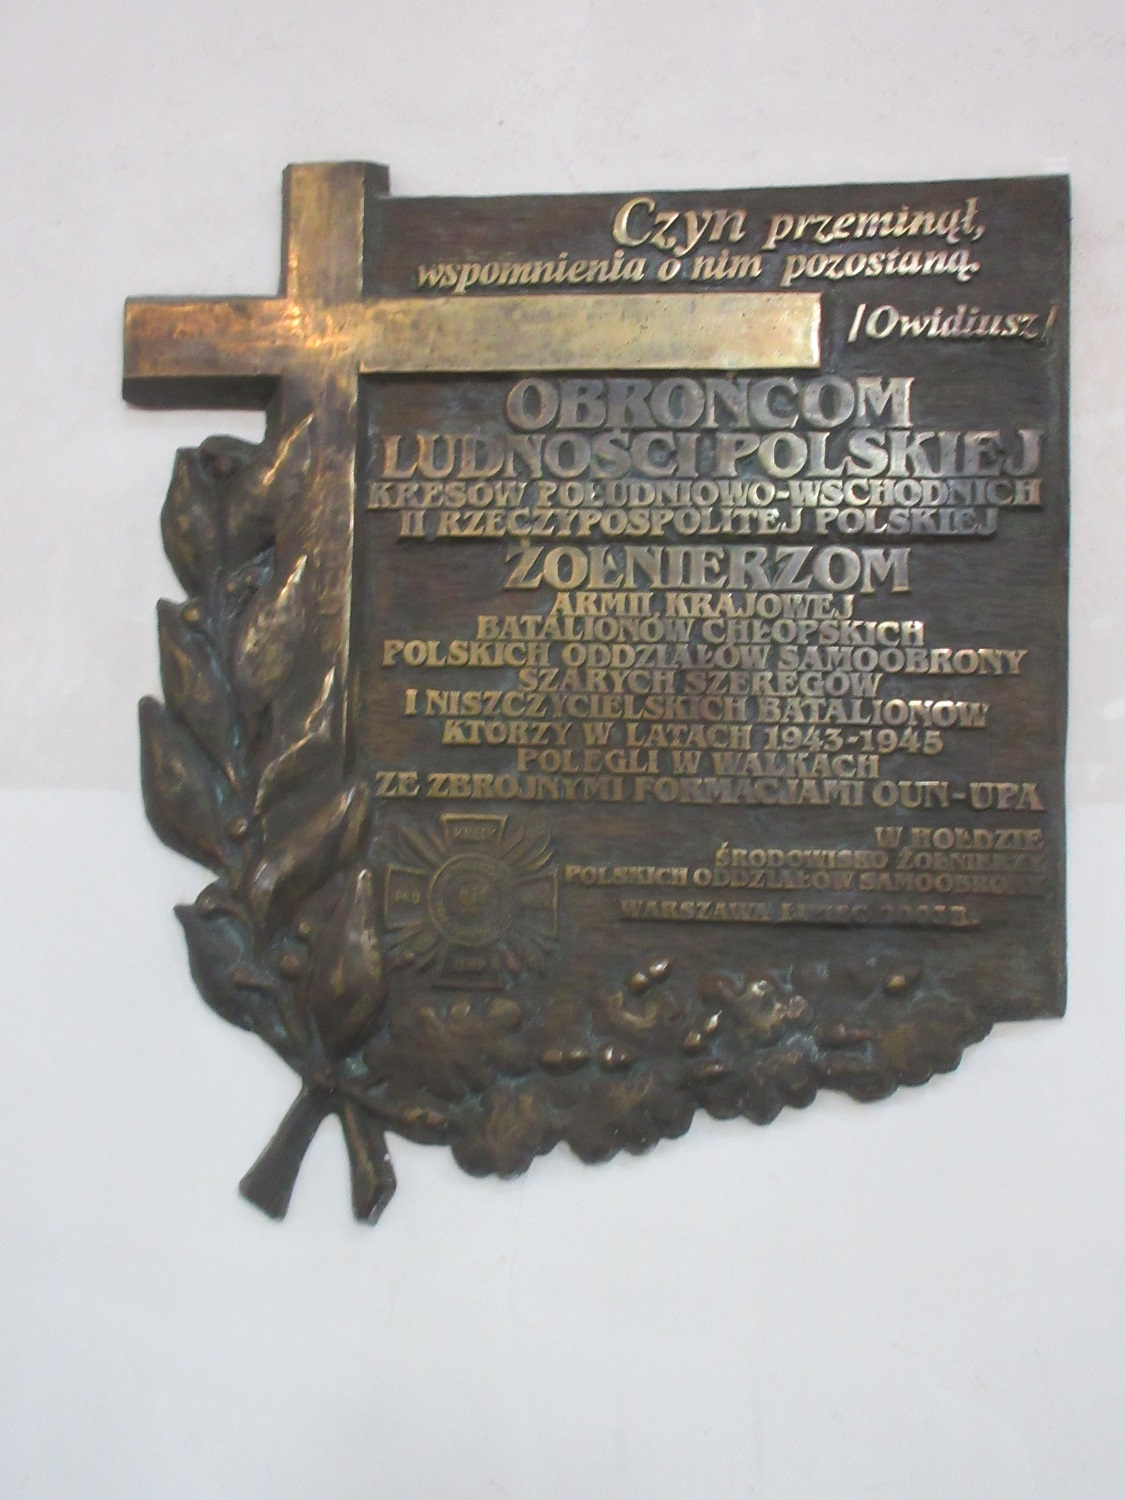 Czyn przeminął,
wspomnienia o nim pozostaną.
/Owidiusz/
OBROŃCOM
LUDNOŚCI POLSKIEJ
KRESÓW POŁUDNIOWO-WSCHODNICH
II RZECZYPOSPOLITEJ POLSKIEJ
ŻOŁNIERZOM
ARMII KRAJOWEJ
BATALIONÓW CHŁOPSKICH
POLSKICH ODDZIAŁÓW SAMOOBRONY
SZARYCH SZEREGÓW
I NISZCZYCIELSKICH BATALIONÓW
KTÓRZY W LATACH 1943-1945
POLEGLI W WALKACH
ZE ZBROJNYMI FORMACJAMI OUN-UPA
W HOŁDZIE
ŚRODOWISKO ŻOŁNIERZY
POLSKICH ODDZIAŁÓW SAMOOBRONY
WARSZAWA LIPIEC